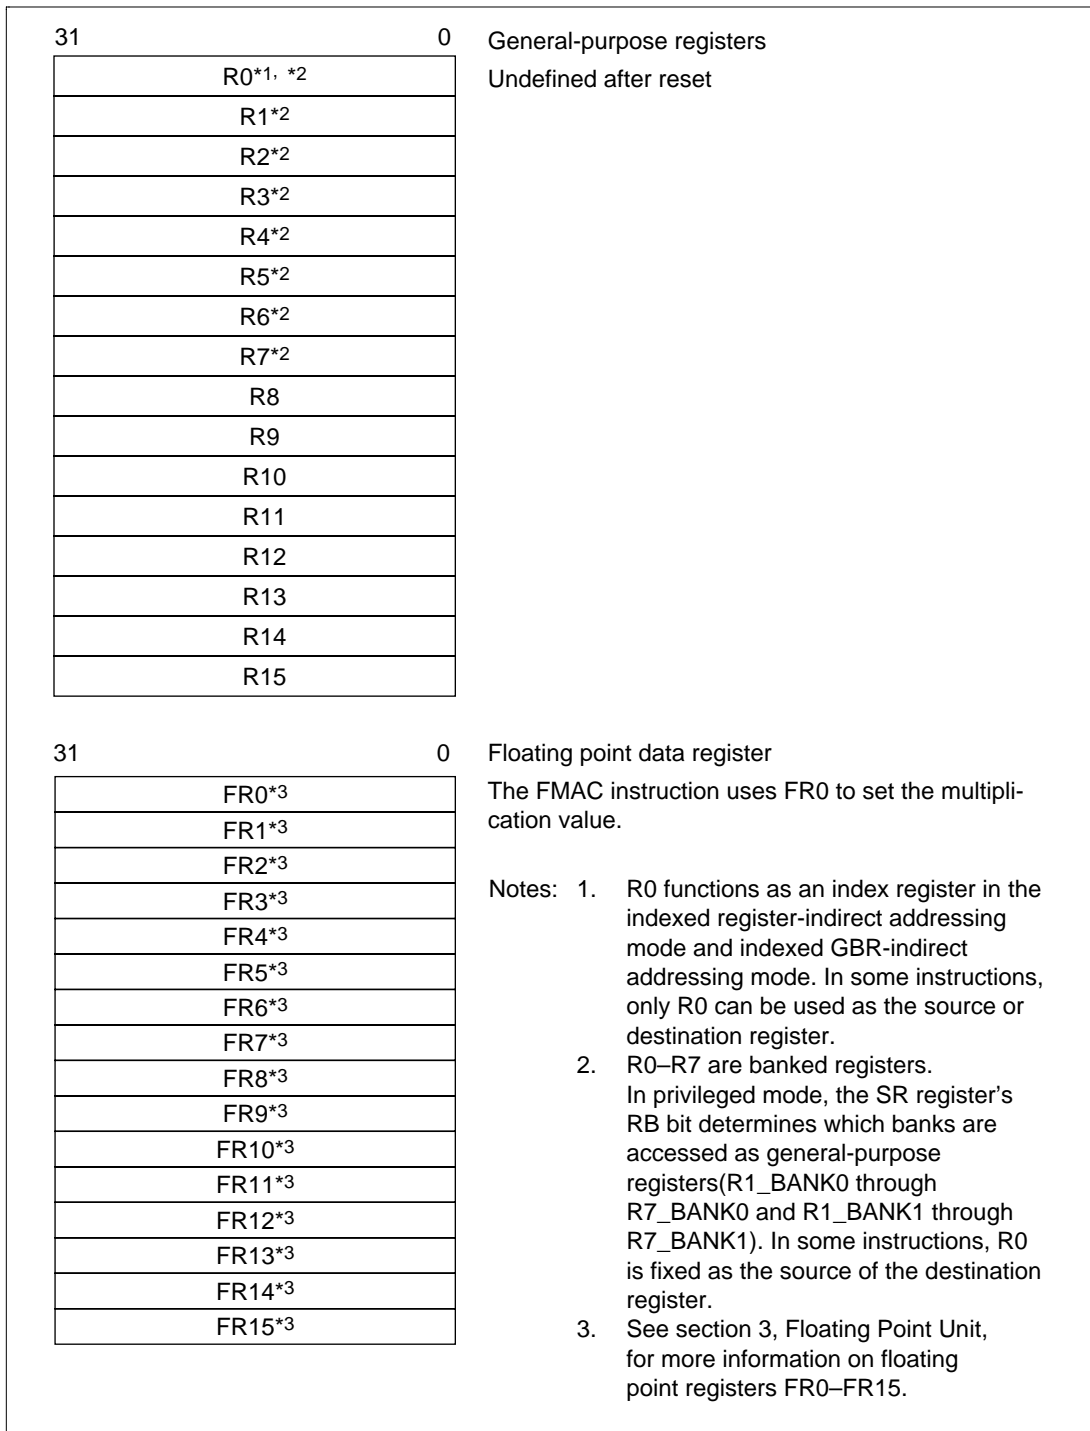 31 0 General-purpose registers
R0*1, *2 Undefined after reset
R1*2
R2*2
R3*2
R4*2
R5*2
R6*2
R7*2
R8
R9
R10
R11
R12
R13
R14
R15
31 0 Floating point data register
FR0*3
FR1*3
FR2*3
FR3*3
FR4*3
FR5*3
FR6*3
FR7*3
FR8*3
FR9*3
FR10*3
FR11*3
FR12*3
FR13*3
FR14*3
FR15*3
The FMAC instruction uses FR0 to set the multipli-
cation value.
Notes: 1. R0 functions as an index register in the
indexed register-indirect addressing
mode and indexed GBR-indirect
addressing mode. In some instructions,
only R0 can be used as the source or
destination register.
2. R0–R7 are banked registers.
In privileged mode, the SR register’s
RB bit determines which banks are
accessed as general-purpose
registers(R1_BANK0 through
R7_BANK0 and R1_BANK1 through
R7_BANK1). In some instructions, R0
is fixed as the source of the destination
register.
3. See section 3, Floating Point Unit,
for more information on floating
point registers FR0–FR15.